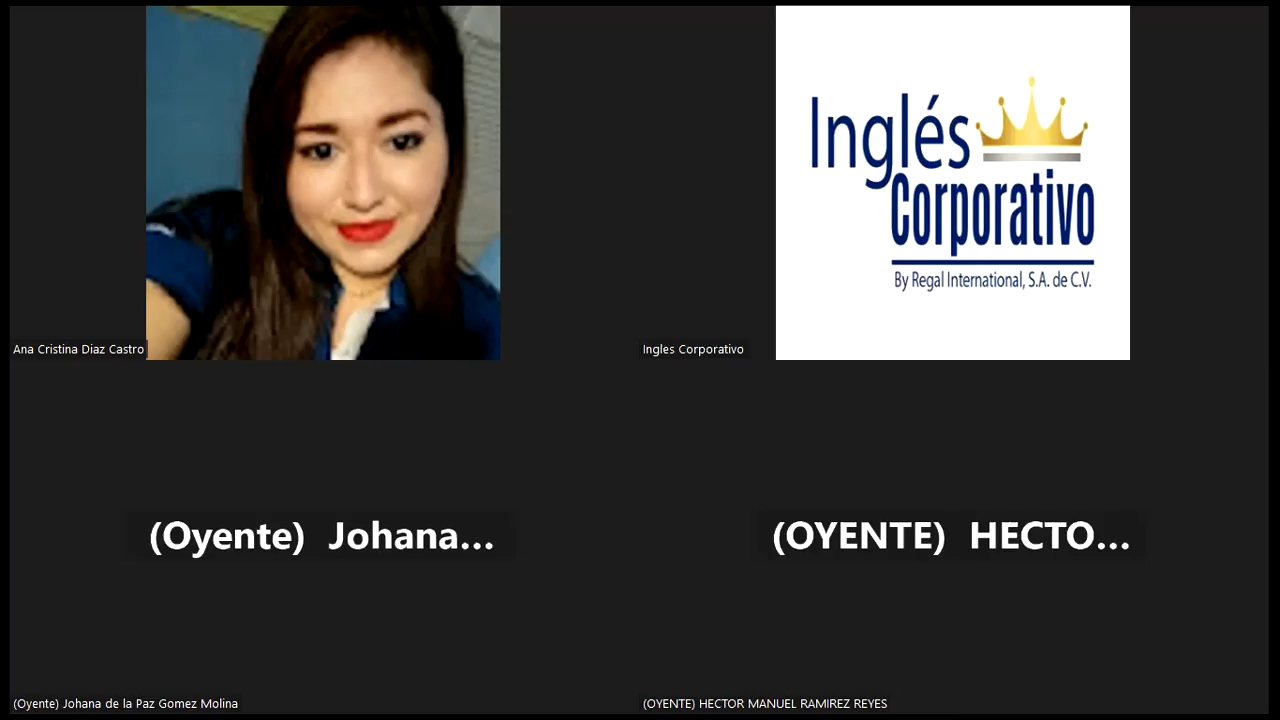 Inglés
Corporativo
By Regal International, S.A. de C.V.
Ana Cristina Diaz Castro
Ingles Corporativo
(Oyente) Johana...
(OYENTE) HECTO...
(Oyente) Johana de la Paz Gomez Molina
(OYENTE) HECTOR MANUEL RAMIREZ REYES